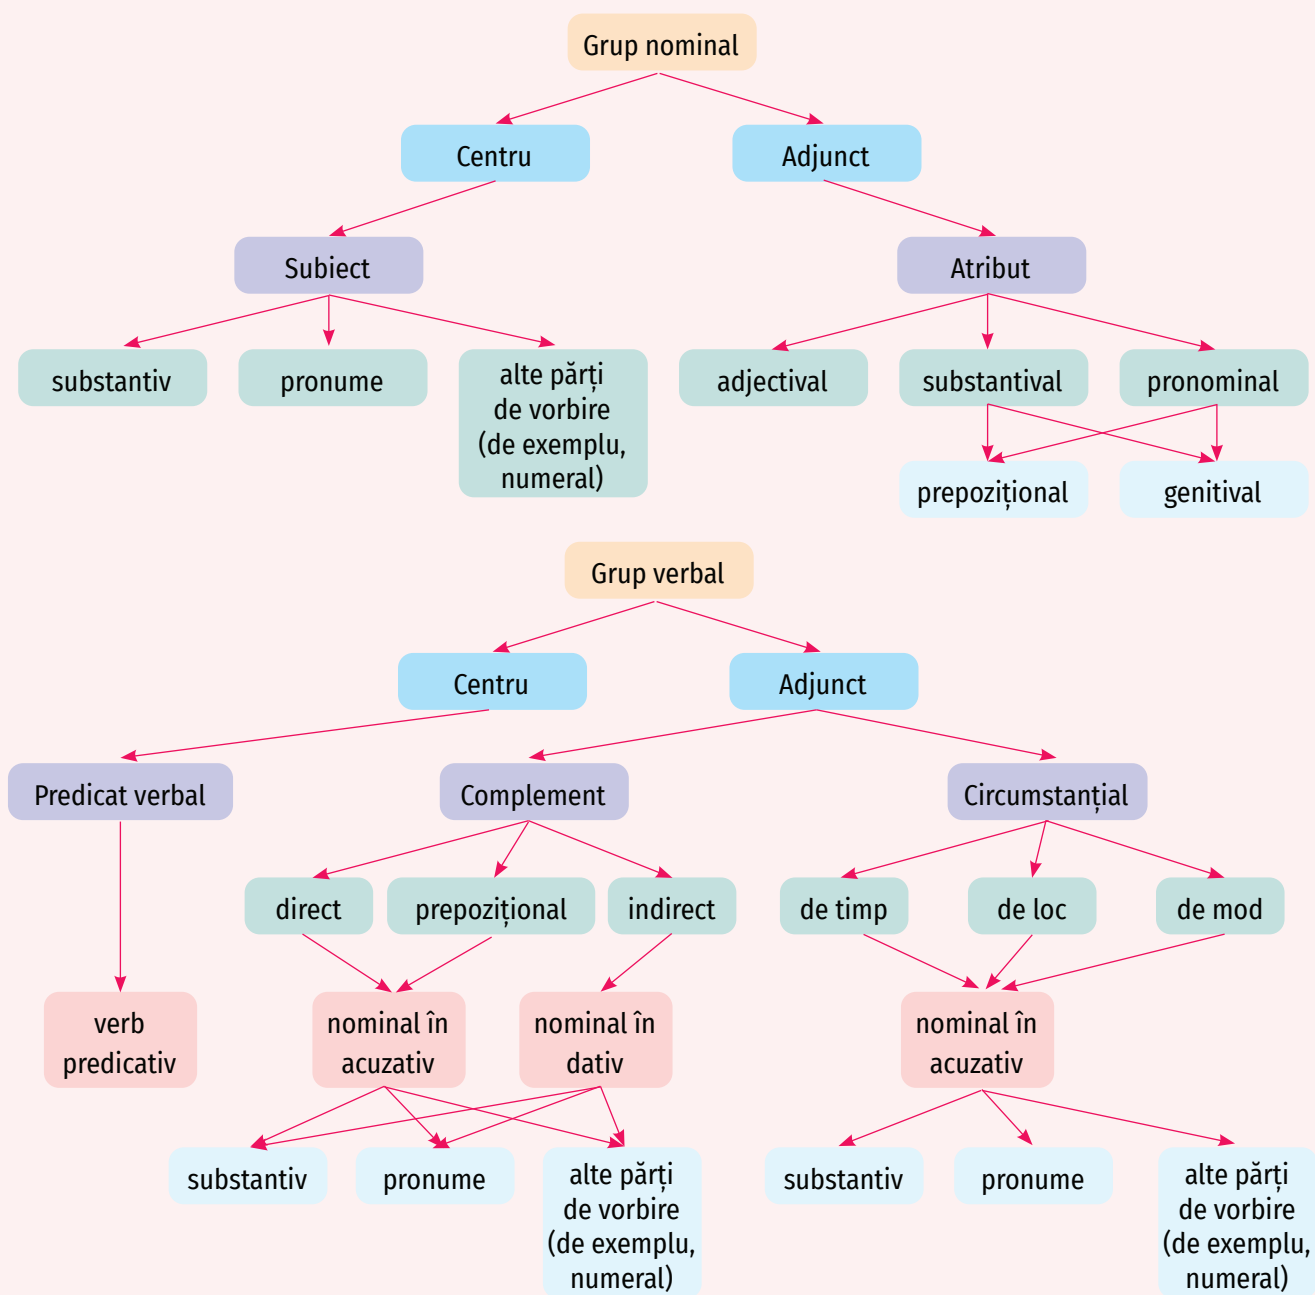 Grup nominal
Centru
Adjunct
Subiect
Atribut
substantiv
pronume
alte părți
de vorbire
(de exemplu,
numeral)
adjectival
substantival
pronominal
prepozițional
genitival
Grup verbal
Centru
Adjunct
Predicat verbal
Complement
Circumstanțial
direct
prepozițional
indirect
de timp
de loc
de mod
verb
predicativ
nominal în
acuzativ
nominal în
dativ
nominal în
acuzativ
substantiv
pronume
alte părți
de vorbire
(de exemplu,
numeral)
substantiv
pronume
alte părți
de vorbire
(de exemplu,
numeral)